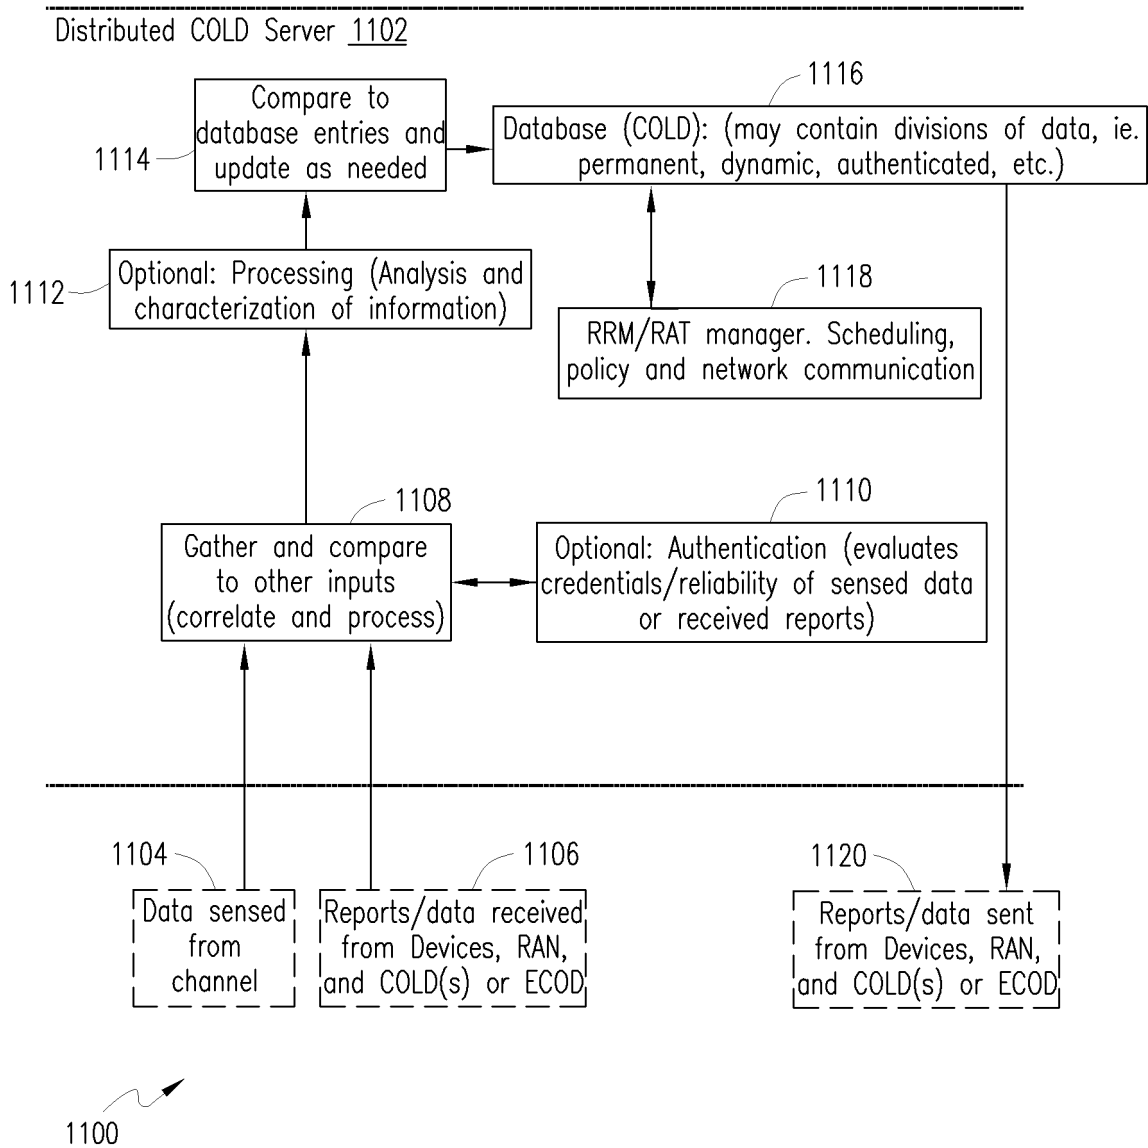 Distributed COLD Server 1102
1116
Compare to
database entries and
update as needed
1114
Database (COLD): (may contain divisions of data, ie.
permanent, dynamic, authenticated, etc.)
1112
Optional: Processing (Analysis and
characterization of information)
1118
RRM/RAT manager. Scheduling,
policy and network communication
1108
Gather and compare
to other inputs
(correlate and process)
1110
Optional: Authentication (evaluates
credentials/reliability of sensed data
or received reports)
1104
Data sensed
from
channel
1106
Reports/data received
from Devices, RAN,
and COLD(s) or ECOD
1120
Reports/data sent
from Devices, RAN,
and COLD(s) or ECOD
1100